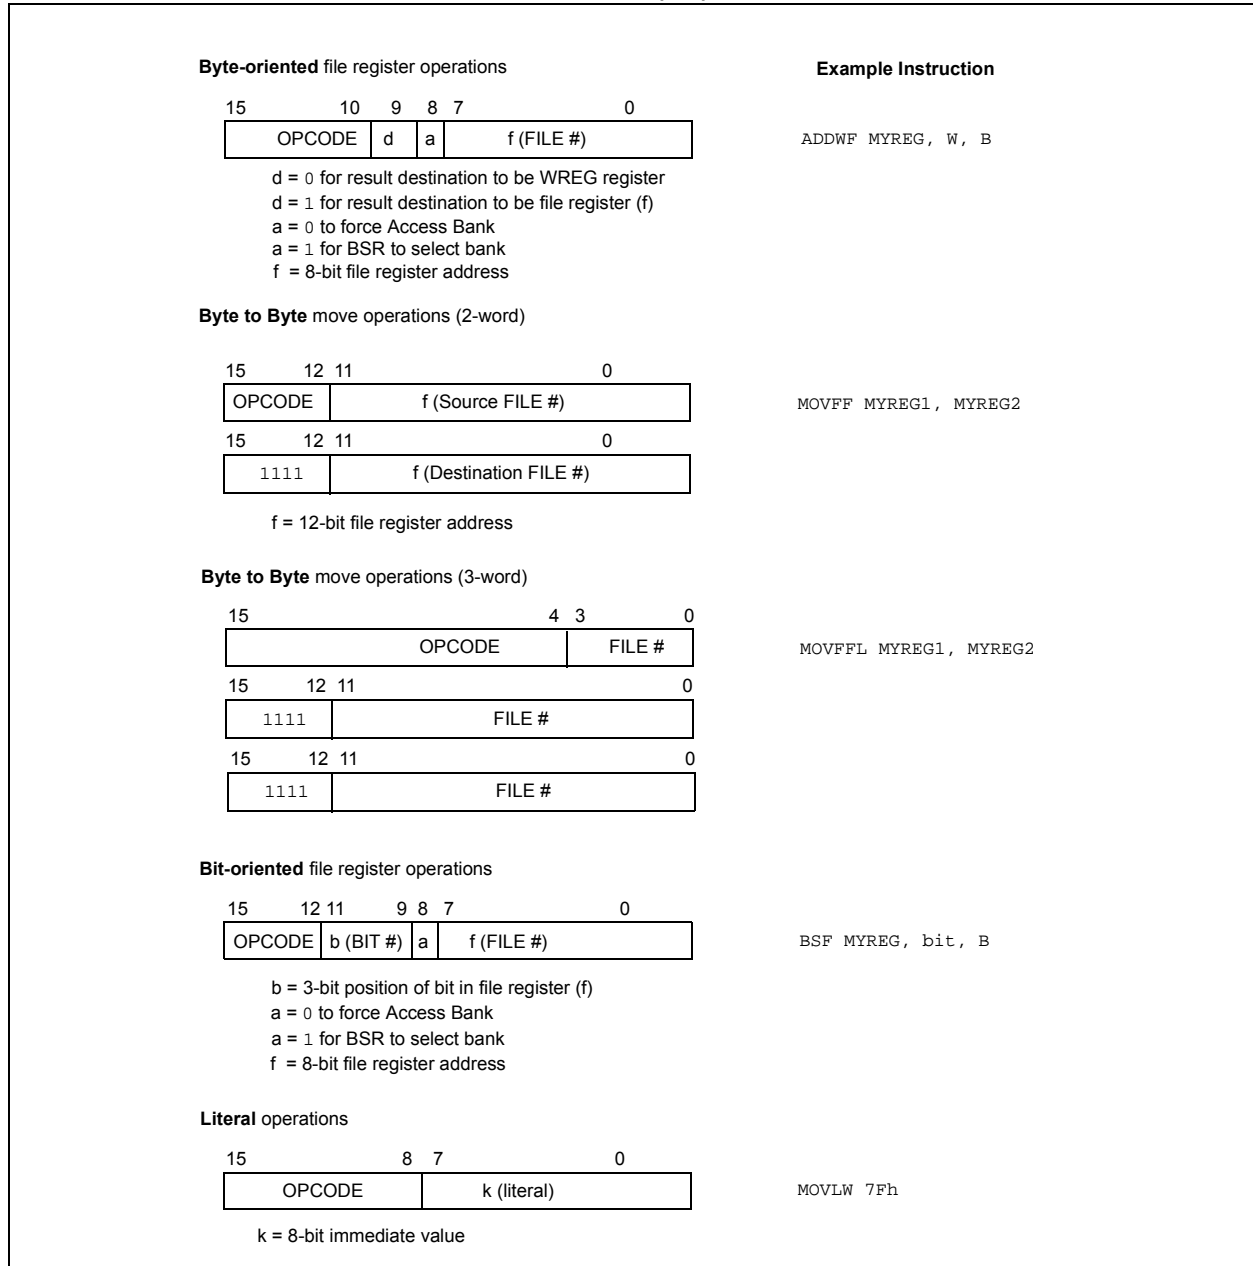 Byte-oriented file register operations Example Instruction
15 10 9 8 7 0
OPCODE d a f (FILE #) ADDWF MYREG, W, B
d = 0 for result destination to be WREG register
d = 1 for result destination to be file register (f)
a = 0 to force Access Bank
a = 1 for BSR to select bank
f = 8-bit file register address
Byte to Byte move operations (2-word)
15 12 11 0
OPCODE f (Source FILE #) MOVFF MYREG1, MYREG2
15 12 11 0
1111 f (Destination FILE #)
f = 12-bit file register address
Byte to Byte move operations (3-word)
15 4 3 0
OPCODE FILE # MOVFFL MYREG1, MYREG2
15 12 11 0
1111 FILE #
15 12 11 0
1111 FILE #
Bit-oriented file register operations
15 12 11 9 8 7 0
OPCODE b (BIT #) a f (FILE #) BSF MYREG, bit, B
b = 3-bit position of bit in file register (f)
a = 0 to force Access Bank
a = 1 for BSR to select bank
f = 8-bit file register address
Literal operations
15 8 7 0
OPCODE k (literal) MOVLW 7Fh
k = 8-bit immediate value